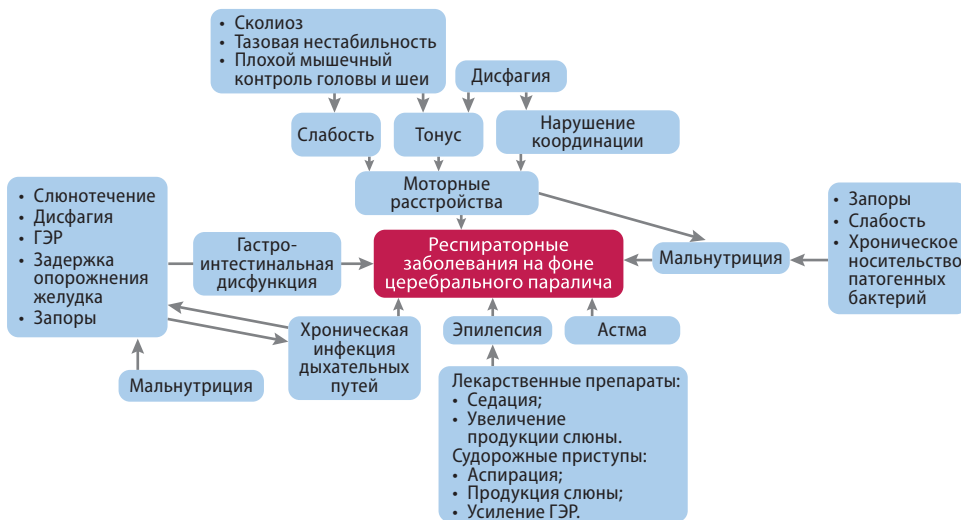 • Сколиоз
• Тазовая нестабильность
• Плохой мышечный
контроль головы и шеи
Дисфагия
Слабость
Тонус
Нарушение
координации
Моторные
расстройства
• Слюнотечение
• Дисфагия
• ГЭР
• Задержка
опорожнения
желудка
• Запоры
Гастро-
интестинальная
дисфункция
Респираторные
заболевания на фоне
церебрального паралича
Мальнутриция
• Запоры
• Слабость
• Хроническое
носительство
патогенных
бактерий
Хроническая
инфекция
дыхательных
путей
Эпилепсия
Астма
Мальнутриция
Лекарственные препараты:
• Седация;
• Увеличение
продукции слюны.
Судорожные приступы:
• Аспирация;
• Продукция слюны;
• Усиление ГЭР.